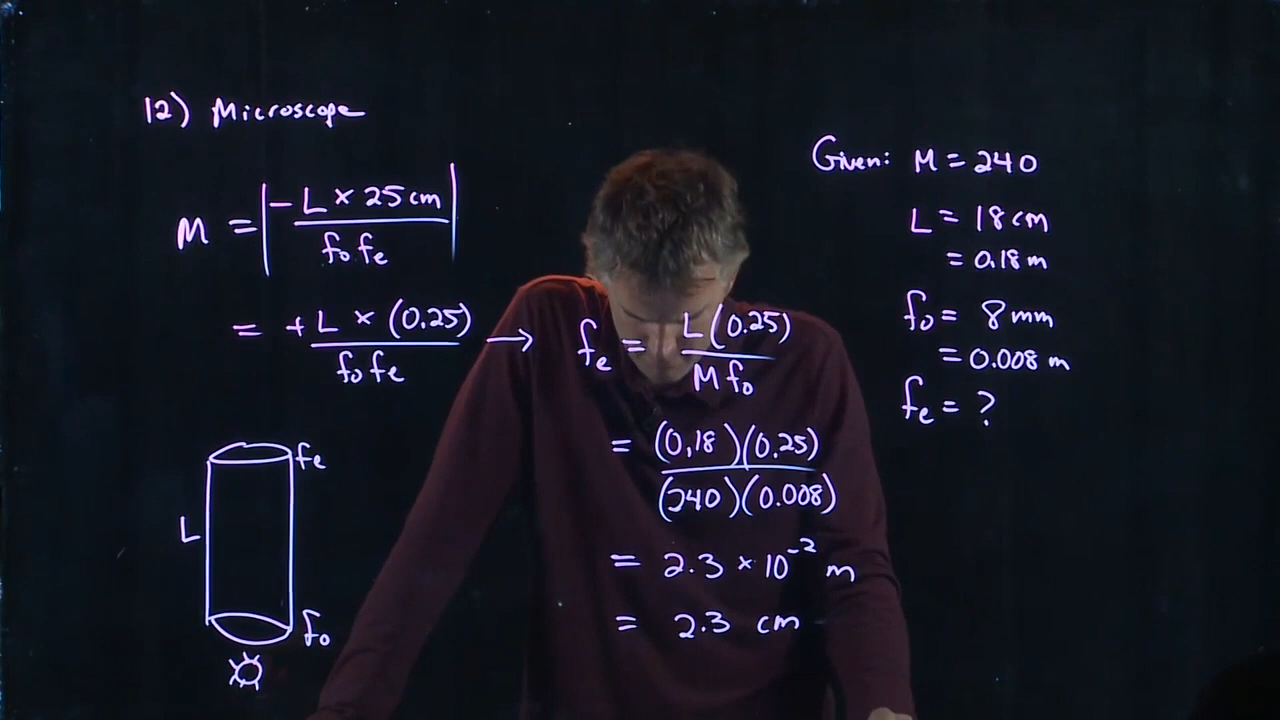 12) Microscope
M = |- L × 25 cm / fo fe|
= + L × (0.25) / fo fe → fe = L (0.25) / M fo
= (0.18)(0.25) / (240)(0.008)
= 2.3 × 10⁻² m
= 2.3 cm
fe
L
fo
Given: M = 240
L = 18 cm
= 0.18 m
fo = 8 mm
= 0.008 m
fe = ?